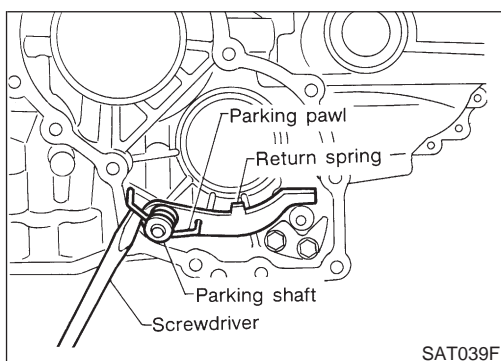 Parking pawl
Return spring
Parking shaft
Screwdriver
SAT039F